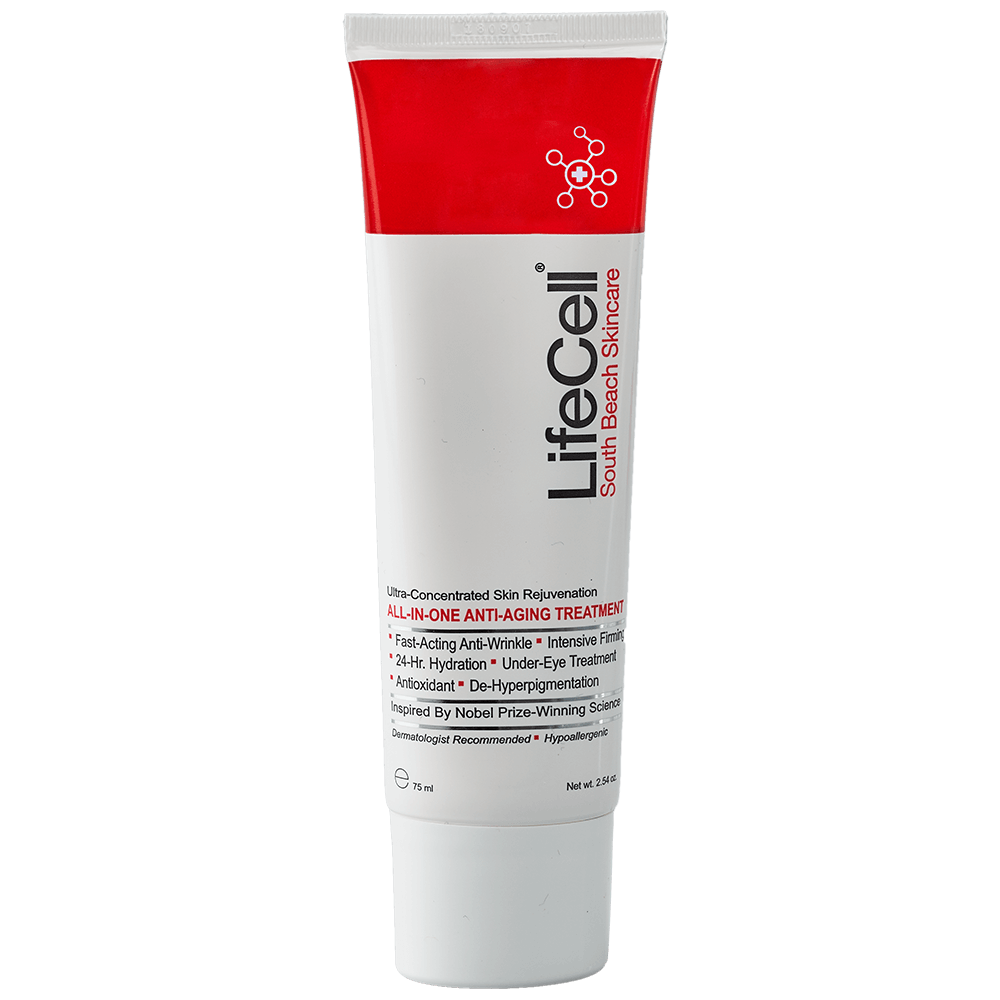 LifeCell®
South Beach Skincare
Ultra-Concentrated Skin Rejuvenation
ALL-IN-ONE ANTI-AGING TREATMENT
▪ Fast-Acting Anti-Wrinkle ▪ Intensive Firming
▪ 24-Hr. Hydration ▪ Under-Eye Treatment
▪ Antioxidant ▪ De-Hyperpigmentation
Inspired By Nobel Prize-Winning Science
Dermatologist Recommended ▪ Hypoallergenic
℮ 75 ml Net wt. 2.54 oz.